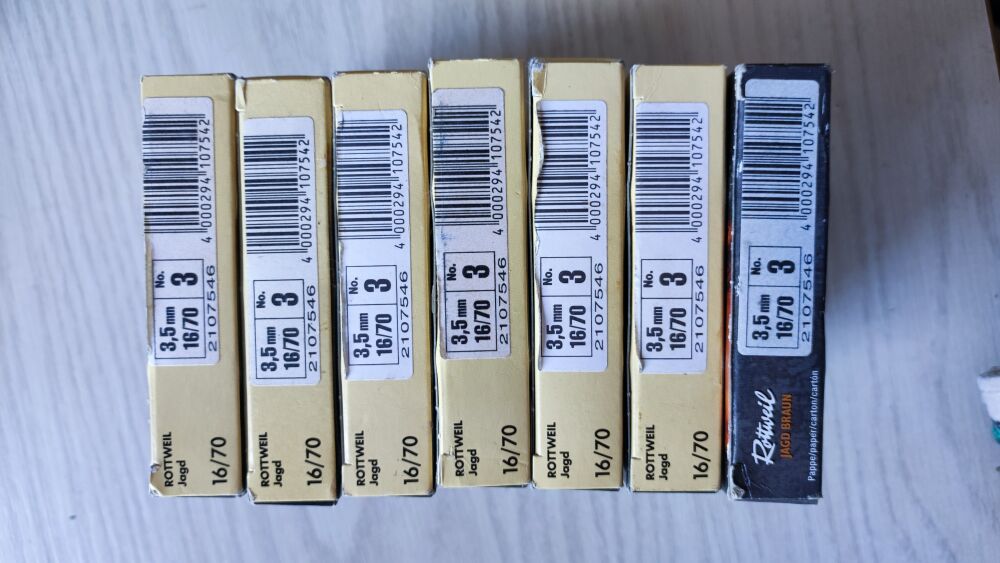 4 000294 107542
3,5 mm No.
16/70 3
2107546
ROTTWEIL
Jagd
16/70
4 000294 107542
3,5 mm No.
16/70 3
2107546
ROTTWEIL
Jagd
16/70
4 000294 107542
3,5 mm No.
16/70 3
2107546
ROTTWEIL
Jagd
16/70
4 000294 107542
3,5 mm No.
16/70 3
2107546
ROTTWEIL
Jagd
16/70
4 000294 107542
3,5 mm No.
16/70 3
2107546
ROTTWEIL
Jagd
16/70
4 000294 107542
3,5 mm No.
16/70 3
2107546
ROTTWEIL
Jagd
16/70
4 000294 107542
3,5 mm No.
16/70 3
2107546
Rottweil
JAGD BRAUN
Pappe/paper/carton/cartón